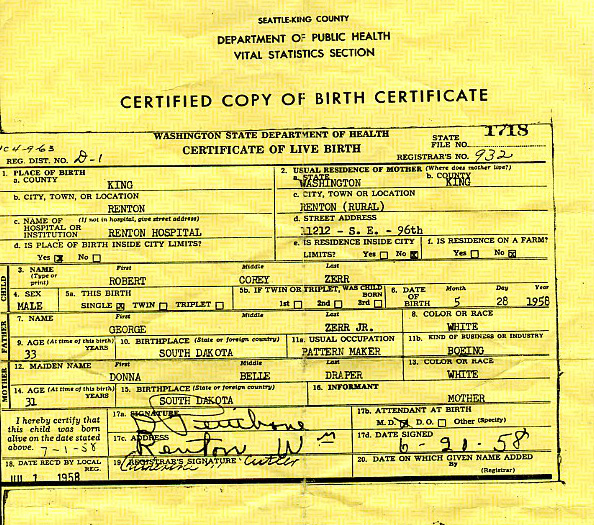 SEATTLE-KING COUNTY
DEPARTMENT OF PUBLIC HEALTH
VITAL STATISTICS SECTION
CERTIFIED COPY OF BIRTH CERTIFICATE
WASHINGTON STATE DEPARTMENT OF HEALTH
CERTIFICATE OF LIVE BIRTH
STATE FILE NO. 1718
4-9-63
REG. DIST. NO. D-1
REGISTRAR'S NO. 932
1. PLACE OF BIRTH
a. COUNTY
KING
2. USUAL RESIDENCE OF MOTHER (Where does mother live?)
a. STATE
WASHINGTON
b. COUNTY
KING
b. CITY, TOWN, OR LOCATION
RENTON
c. CITY, TOWN OR LOCATION
RENTON (RURAL)
c. NAME OF HOSPITAL OR INSTITUTION (If not in hospital, give street address)
RENTON HOSPITAL
d. STREET ADDRESS
11212 - S.E. - 96th
d. IS PLACE OF BIRTH INSIDE CITY LIMITS?
Yes No
e. IS RESIDENCE INSIDE CITY LIMITS? Yes No
f. IS RESIDENCE ON A FARM?
Yes No
CHILD
3. NAME (Type or print)
First Middle Last
ROBERT COREY ZERR
4. SEX
MALE
5a. THIS BIRTH
SINGLE TWIN TRIPLET
5b. IF TWIN OR TRIPLET, WAS CHILD BORN
1st 2nd 3rd
6. DATE OF BIRTH
Month Day Year
5 28 1958
FATHER
7. NAME First Middle Last
GEORGE ZERR JR.
8. COLOR OR RACE
WHITE
9. AGE (At time of this birth)
33 YEARS
10. BIRTHPLACE (State or foreign country)
SOUTH DAKOTA
11a. USUAL OCCUPATION
PATTERN MAKER
11b. KIND OF BUSINESS OR INDUSTRY
BOEING
MOTHER
12. MAIDEN NAME First Middle Last
DONNA BELLE DRAPER
13. COLOR OR RACE
WHITE
14. AGE (At time of this birth)
31 YEARS
15. BIRTHPLACE (State or foreign country)
SOUTH DAKOTA
16. INFORMANT
MOTHER
I hereby certify that
this child was born
alive on the date stated
above.
7-1-58
17a. SIGNATURE
17b. ATTENDANT AT BIRTH
M.D. D.O. Other (Specify)
17c. ADDRESS
Renton
17d. DATE SIGNED
6-21-58
18. DATE REC'D BY LOCAL REG.
JUL 1 1958
19. REGISTRAR'S SIGNATURE
Cutler
20. DATE ON WHICH GIVEN NAME ADDED
By
(Registrar)